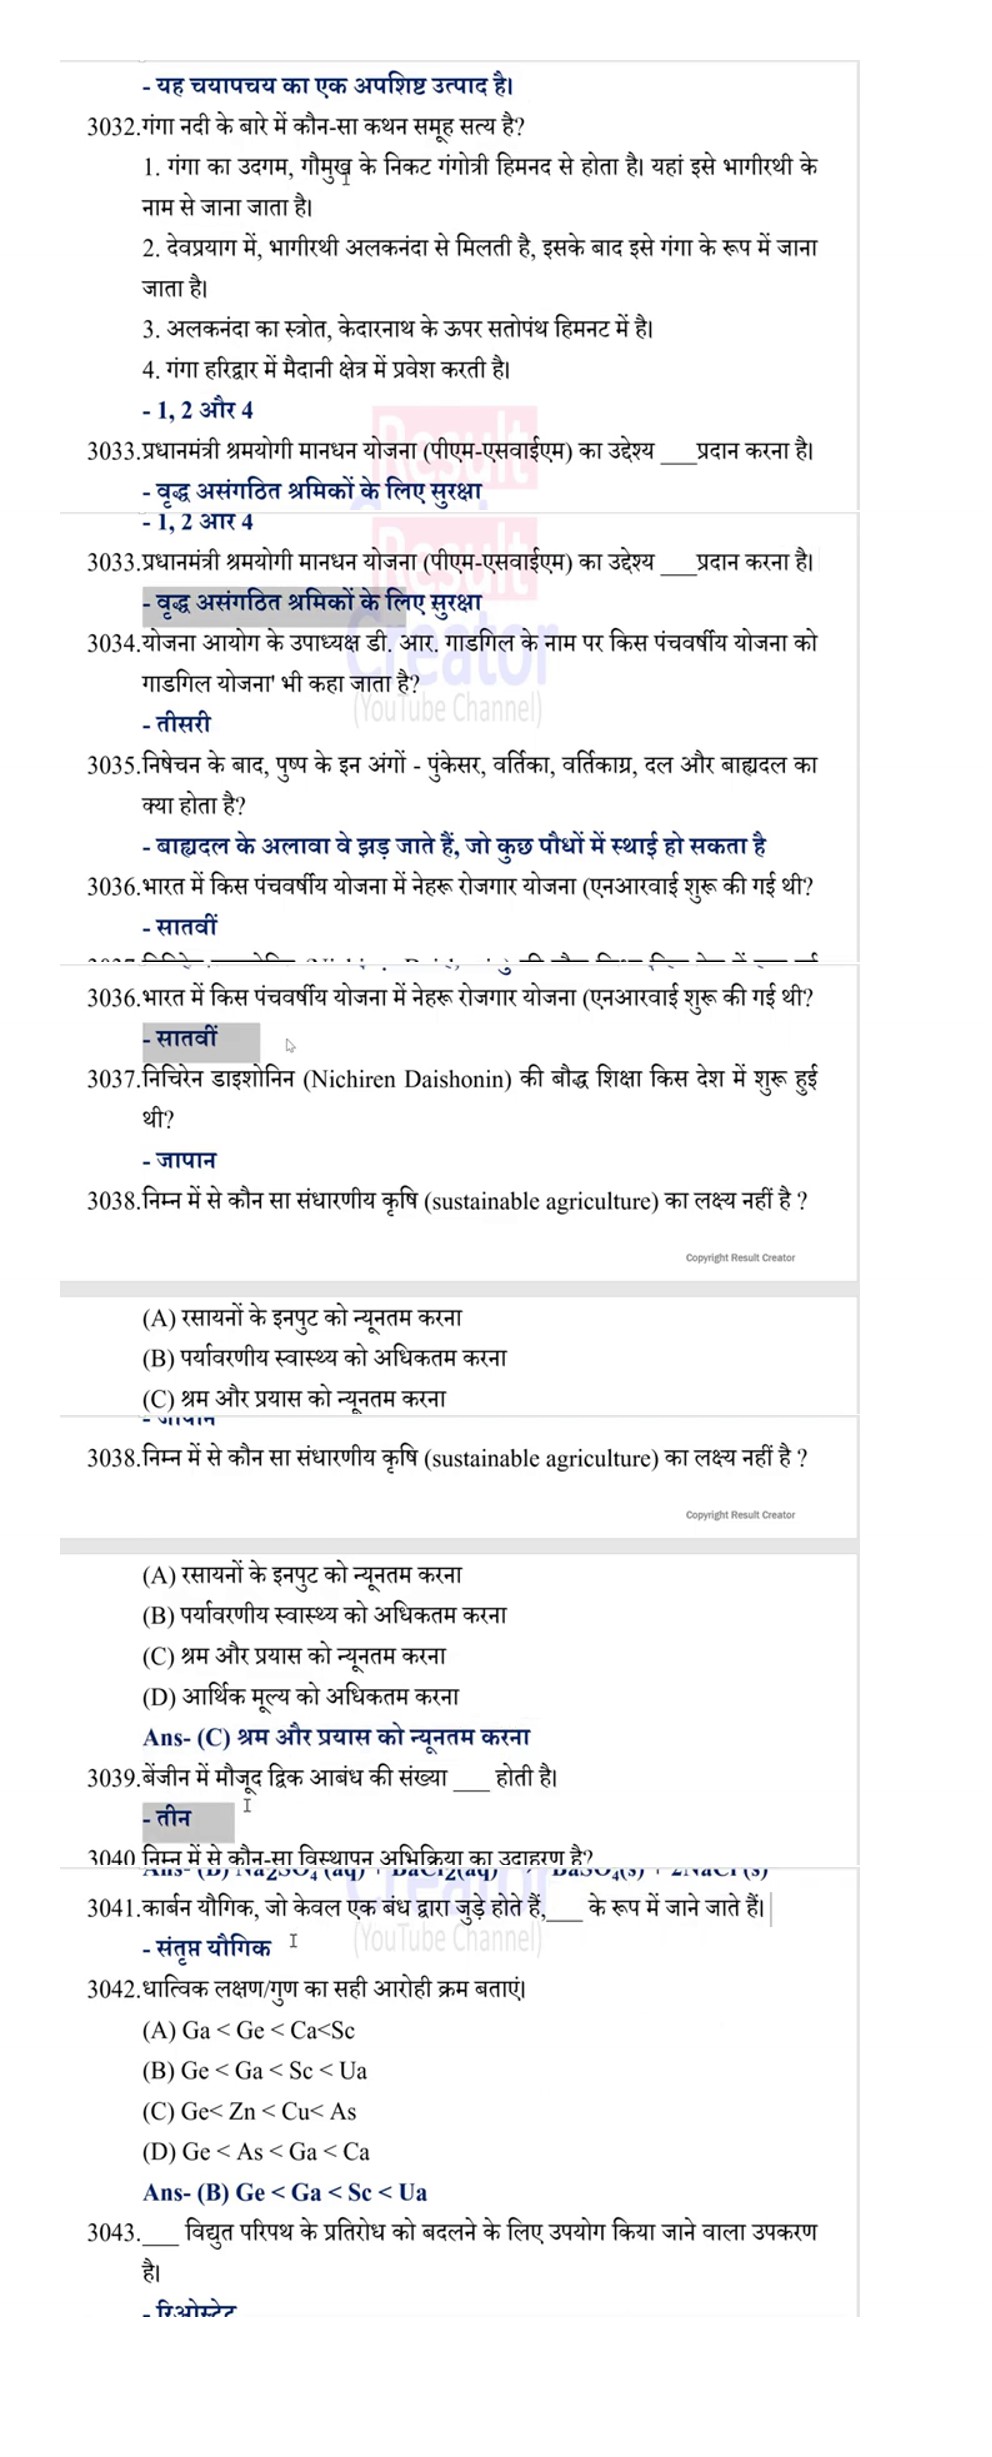 - यह चयापचय का एक अपशिष्ट उत्पाद है।
3032.गंगा नदी के बारे में कौन-सा कथन समूह सत्य है?
1. गंगा का उदगम, गौमुख के निकट गंगोत्री हिमनद से होता है। यहां इसे भागीरथी के
नाम से जाना जाता है।
2. देवप्रयाग में, भागीरथी अलकनंदा से मिलती है, इसके बाद इसे गंगा के रूप में जाना
जाता है।
3. अलकनंदा का स्त्रोत, केदारनाथ के ऊपर सतोपंथ हिमनट में है।
4. गंगा हरिद्वार में मैदानी क्षेत्र में प्रवेश करती है।
- 1, 2 और 4
Result
3033.प्रधानमंत्री श्रमयोगी मानधन योजना (पीएम-एसवाईएम) का उद्देश्य ___प्रदान करना है।
- वृद्ध असंगठित श्रमिकों के लिए सुरक्षा
- 1, 2 और 4
Result
3033.प्रधानमंत्री श्रमयोगी मानधन योजना (पीएम-एसवाईएम) का उद्देश्य ___प्रदान करना है।
- वृद्ध असंगठित श्रमिकों के लिए सुरक्षा
Creator
3034.योजना आयोग के उपाध्यक्ष डी. आर. गाडगिल के नाम पर किस पंचवर्षीय योजना को
गाडगिल योजना' भी कहा जाता है?
(YouTube Channel)
- तीसरी
3035.निषेचन के बाद, पुष्प के इन अंगों - पुंकेसर, वर्तिका, वर्तिकाग्र, दल और बाह्यदल का
क्या होता है?
- बाह्यदल के अलावा वे झड़ जाते हैं, जो कुछ पौधों में स्थाई हो सकता है
3036.भारत में किस पंचवर्षीय योजना में नेहरू रोजगार योजना (एनआरवाई शुरू की गई थी?
- सातवीं
3036.भारत में किस पंचवर्षीय योजना में नेहरू रोजगार योजना (एनआरवाई शुरू की गई थी?
- सातवीं
3037.निचिरेन डाइशोनिन (Nichiren Daishonin) की बौद्ध शिक्षा किस देश में शुरू हुई
थी?
- जापान
3038.निम्न में से कौन सा संधारणीय कृषि (sustainable agriculture) का लक्ष्य नहीं है ?
Copyright Result Creator
(A) रसायनों के इनपुट को न्यूनतम करना
(B) पर्यावरणीय स्वास्थ्य को अधिकतम करना
(C) श्रम और प्रयास को न्यूनतम करना
- जापान
3038.निम्न में से कौन सा संधारणीय कृषि (sustainable agriculture) का लक्ष्य नहीं है ?
Copyright Result Creator
(A) रसायनों के इनपुट को न्यूनतम करना
(B) पर्यावरणीय स्वास्थ्य को अधिकतम करना
(C) श्रम और प्रयास को न्यूनतम करना
(D) आर्थिक मूल्य को अधिकतम करना
Ans- (C) श्रम और प्रयास को न्यूनतम करना
3039.बेंजीन में मौजूद द्विक आबंध की संख्या ___ होती है।
- तीन
3040 निम्न में से कौन-सा विस्थापन अभिक्रिया का उदाहरण है?
Ans- (B) Na2SO4 (aq) + BaCl2(aq) BaSO4(s) + 2NaCl (s)
3041.कार्बन यौगिक, जो केवल एक बंध द्वारा जुड़े होते हैं,___ के रूप में जाने जाते हैं।
(YouTube Channel)
- संतृप्त यौगिक
3042.धात्विक लक्षण/गुण का सही आरोही क्रम बताएं।
(A) Ga < Ge < Ca<Sc
(B) Ge < Ga < Sc < Ua
(C) Ge< Zn < Cu< As
(D) Ge < As < Ga < Ca
Ans- (B) Ge < Ga < Sc < Ua
3043.___ विद्युत परिपथ के प्रतिरोध को बदलने के लिए उपयोग किया जाने वाला उपकरण
है।
- रिओस्टेट